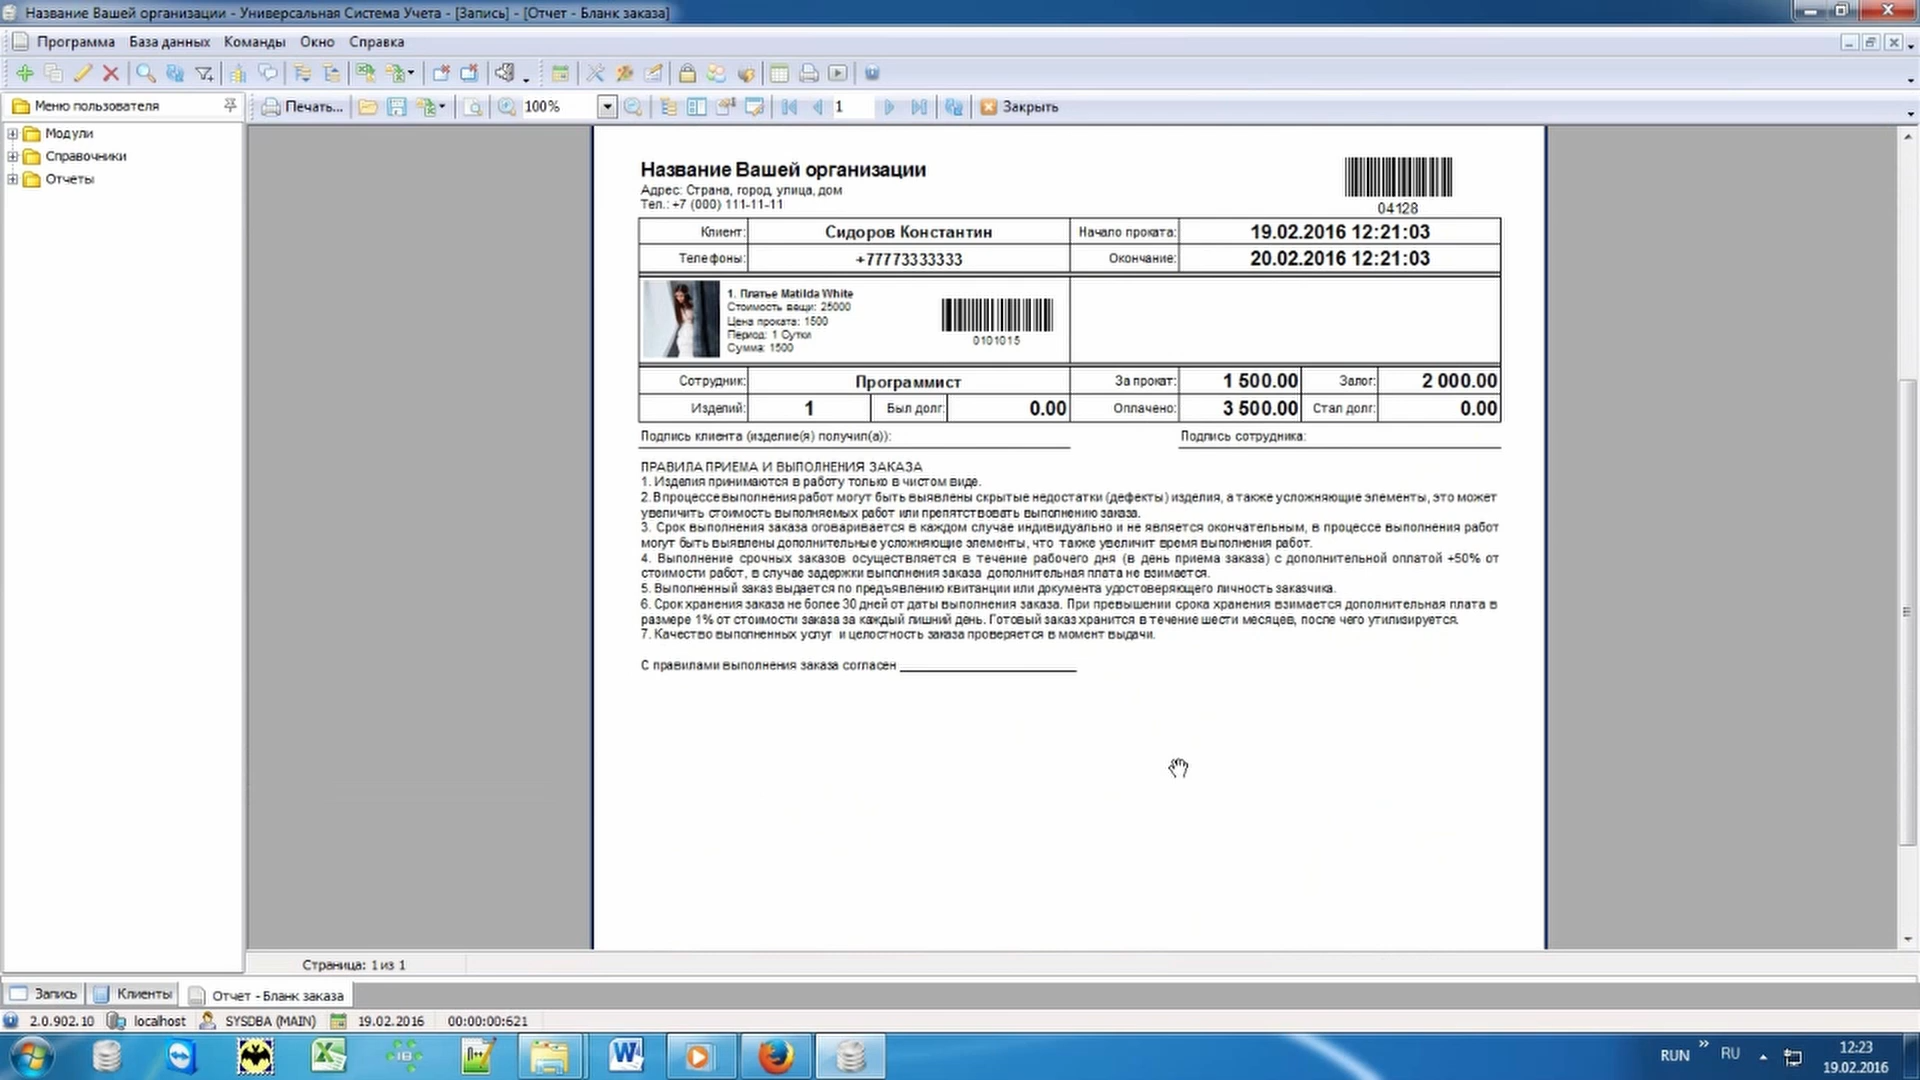 Название Вашей организации - Универсальная Система Учета - [Запись] - [Отчет - Бланк заказа]
Программа База данных Команды Окно Справка
Меню пользователя
Печать... 100% 1 Закрыть
Модули
Справочники
Отчеты
Название Вашей организации
Адрес: Страна, город, улица, дом
Тел.: +7 (000) 111-11-11
04128
Клиент: Сидоров Константин Начало проката: 19.02.2016 12:21:03
Телефоны: +77773333333 Окончание: 20.02.2016 12:21:03
1. Платье Matilda White
Стоимость вещи: 25000
Цена проката: 1500
Период: 1 Сутки
Сумма: 1500
0101015
Сотрудник: Программист За прокат: 1 500.00 Залог: 2 000.00
Изделий: 1 Был долг: 0.00 Оплачено: 3 500.00 Стал долг: 0.00
Подпись клиента (изделие(я) получил(а)): Подпись сотрудника:
ПРАВИЛА ПРИЕМА И ВЫПОЛНЕНИЯ ЗАКАЗА
1. Изделия принимаются в работу только в чистом виде.
2. В процессе выполнения работ могут быть выявлены скрытые недостатки (дефекты) изделия, а также усложняющие элементы, это может
увеличить стоимость выполняемых работ или препятствовать выполнению заказа.
3. Срок выполнения заказа оговаривается в каждом случае индивидуально и не является окончательным, в процессе выполнения работ
могут быть выявлены дополнительные усложняющие элементы, что также увеличит время выполнения работ.
4. Выполнение срочных заказов осуществляется в течение рабочего дня (в день приема заказа) с дополнительной оплатой +50% от
стоимости работ, в случае задержки выполнения заказа дополнительная плата не взимается.
5. Выполненный заказ выдается по предъявлению квитанции или документа удостоверяющего личность заказчика.
6. Срок хранения заказа не более 30 дней от даты выполнения заказа. При превышении срока хранения взимается дополнительная плата в
размере 1% от стоимости заказа за каждый лишний день. Готовый заказ хранится в течение шести месяцев, после чего утилизируется.
7. Качество выполненных услуг и целостность заказа проверяется в момент выдачи.
С правилами выполнения заказа согласен
Страница: 1 из 1
Запись Клиенты Отчет - Бланк заказа
2.0.902.10 localhost SYSDBA (MAIN) 19.02.2016 00:00:00:621
RUN » RU 12:23
19.02.2016